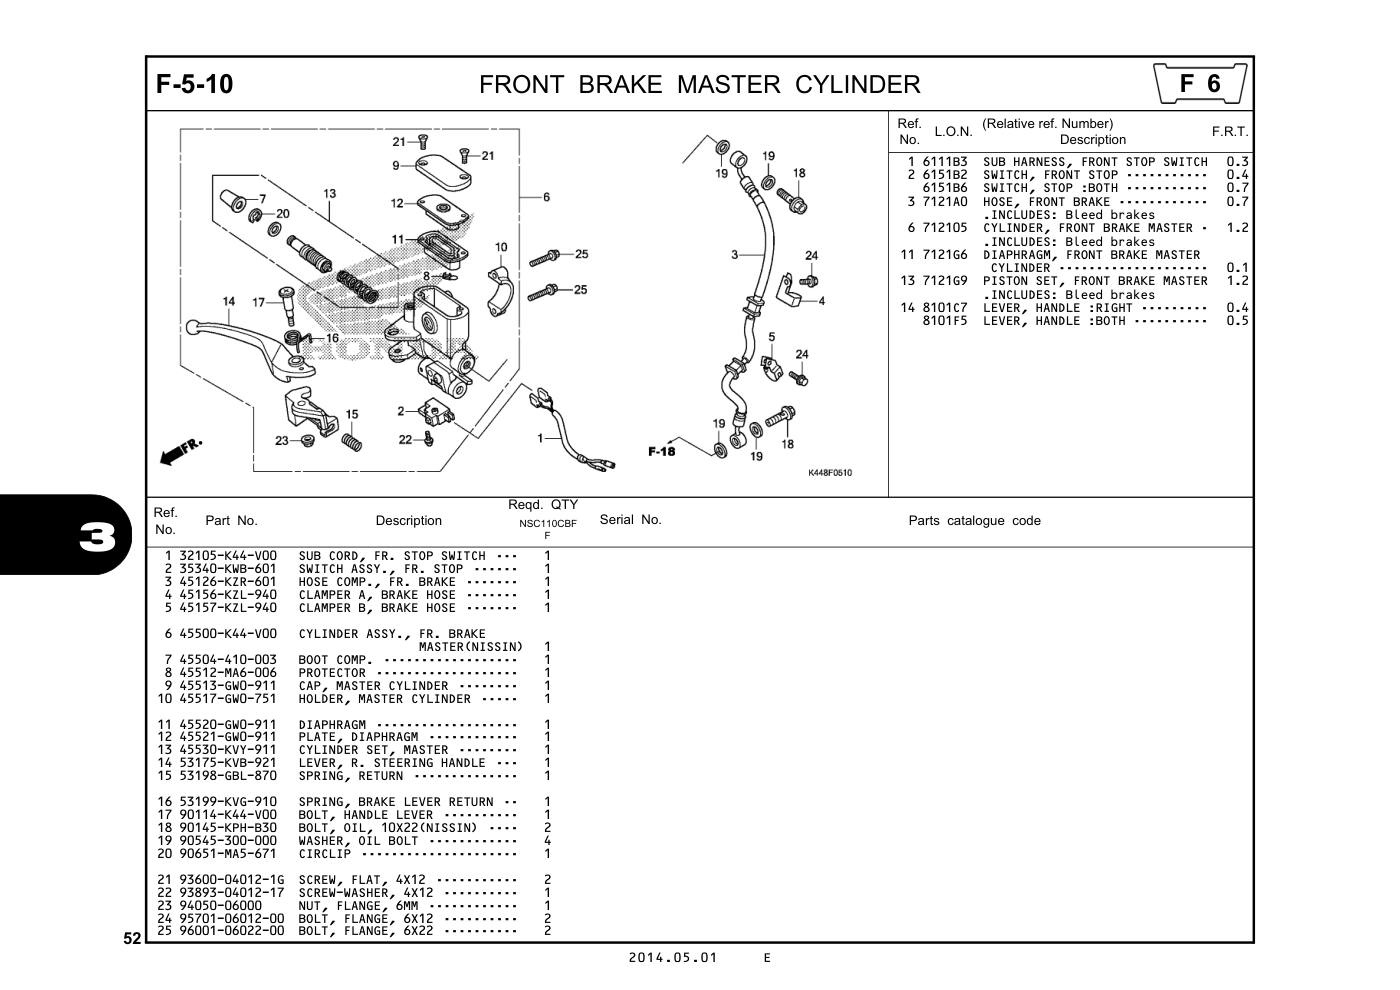 F-5-10
FRONT BRAKE MASTER CYLINDER
F 6
21
21
9
7
13
6
20
12
11
10
25
8
14
17
25
16
2
15
23
22
1
FR.
HONDA
19
19
18
3
24
4
5
24
19
18
19
F-18
K448F0510
Ref. No. L.O.N. (Relative ref. Number) Description F.R.T.
1 6111B3 SUB HARNESS, FRONT STOP SWITCH 0.3
2 6151B2 SWITCH, FRONT STOP ----------- 0.4
6151B6 SWITCH, STOP :BOTH ----------- 0.7
3 7121A0 HOSE, FRONT BRAKE ------------ 0.7
.INCLUDES: Bleed brakes
6 7121O5 CYLINDER, FRONT BRAKE MASTER - 1.2
.INCLUDES: Bleed brakes
11 7121G6 DIAPHRAGM, FRONT BRAKE MASTER
CYLINDER -------------------- 0.1
13 7121G9 PISTON SET, FRONT BRAKE MASTER 1.2
.INCLUDES: Bleed brakes
14 8101C7 LEVER, HANDLE :RIGHT --------- 0.4
8101F5 LEVER, HANDLE :BOTH ---------- 0.5
3
Ref. No. Part No. Description Reqd. QTY Serial No. Parts catalogue code
NSC110CBF
F
1 32105-K44-V00 SUB CORD, FR. STOP SWITCH --- 1
2 35340-KWB-601 SWITCH ASSY., FR. STOP ------ 1
3 45126-KZR-601 HOSE COMP., FR. BRAKE ------- 1
4 45156-KZL-940 CLAMPER A, BRAKE HOSE ------- 1
5 45157-KZL-940 CLAMPER B, BRAKE HOSE ------- 1
6 45500-K44-V00 CYLINDER ASSY., FR. BRAKE
MASTER(NISSIN) 1
7 45504-410-003 BOOT COMP. ------------------ 1
8 45512-MA6-006 PROTECTOR ------------------- 1
9 45513-GW0-911 CAP, MASTER CYLINDER -------- 1
10 45517-GW0-751 HOLDER, MASTER CYLINDER ----- 1
11 45520-GW0-911 DIAPHRAGM ------------------- 1
12 45521-GW0-911 PLATE, DIAPHRAGM ------------ 1
13 45530-KVY-911 CYLINDER SET, MASTER -------- 1
14 53175-KVB-921 LEVER, R. STEERING HANDLE --- 1
15 53198-GBL-870 SPRING, RETURN -------------- 1
16 53199-KVG-910 SPRING, BRAKE LEVER RETURN -- 1
17 90114-K44-V00 BOLT, HANDLE LEVER ---------- 1
18 90145-KPH-B30 BOLT, OIL, 10X22(NISSIN) ---- 2
19 90545-300-000 WASHER, OIL BOLT ------------ 4
20 90651-MA5-671 CIRCLIP --------------------- 1
21 93600-04012-1G SCREW, FLAT, 4X12 ----------- 2
22 93893-04012-17 SCREW-WASHER, 4X12 ---------- 1
23 94050-06000 NUT, FLANGE, 6MM ------------ 1
24 95701-06012-00 BOLT, FLANGE, 6X12 ---------- 2
25 96001-06022-00 BOLT, FLANGE, 6X22 ---------- 2
52
2014.05.01 E